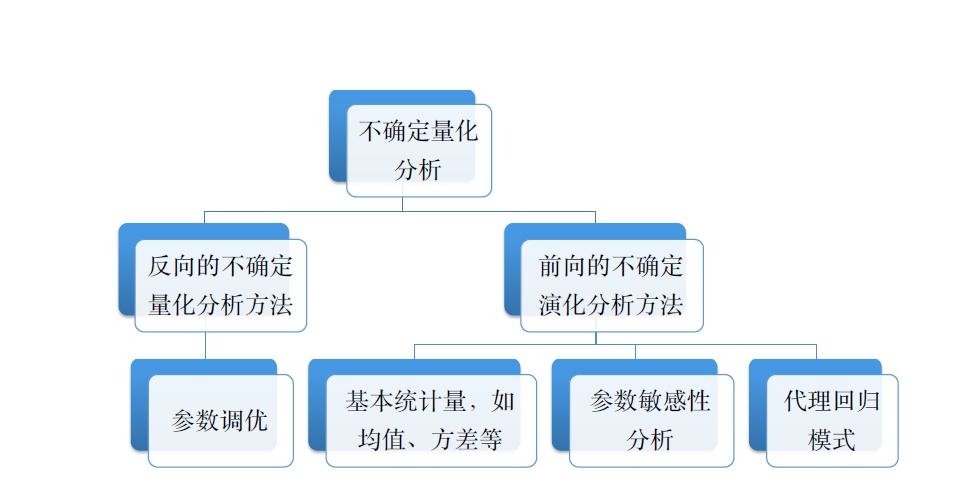 不确定量化
分析
反向的不确定
量化分析方法
前向的不确定
演化分析方法
参数调优
基本统计量，如
均值、方差等
参数敏感性
分析
代理回归
模式